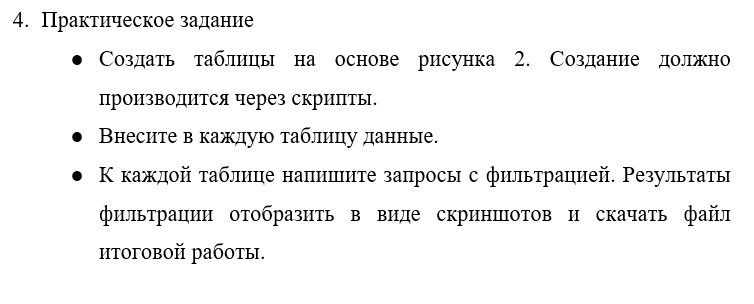 4. Практическое задание
● Создать таблицы на основе рисунка 2. Создание должно
производится через скрипты.
● Внесите в каждую таблицу данные.
● К каждой таблице напишите запросы с фильтрацией. Результаты
фильтрации отобразить в виде скриншотов и скачать файл
итоговой работы.